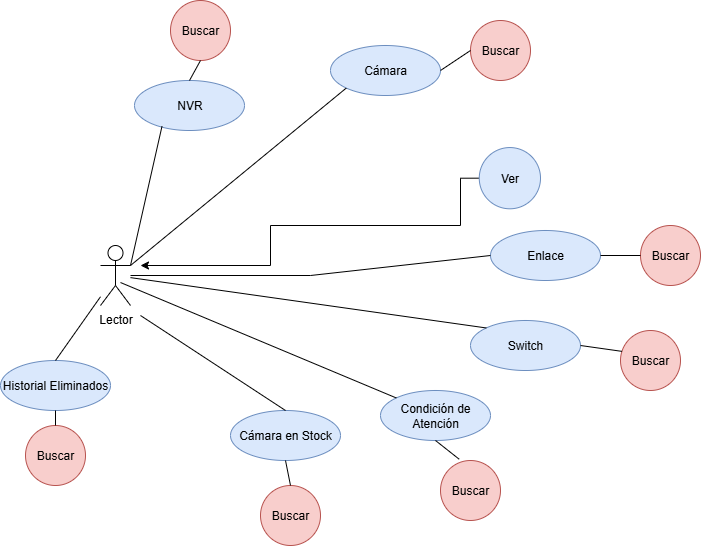 Buscar
Buscar
Cámara
NVR
Ver
Enlace
Buscar
Lector
Switch
Buscar
Historial Eliminados
Condición de
Atención
Cámara en Stock
Buscar
Buscar
Buscar